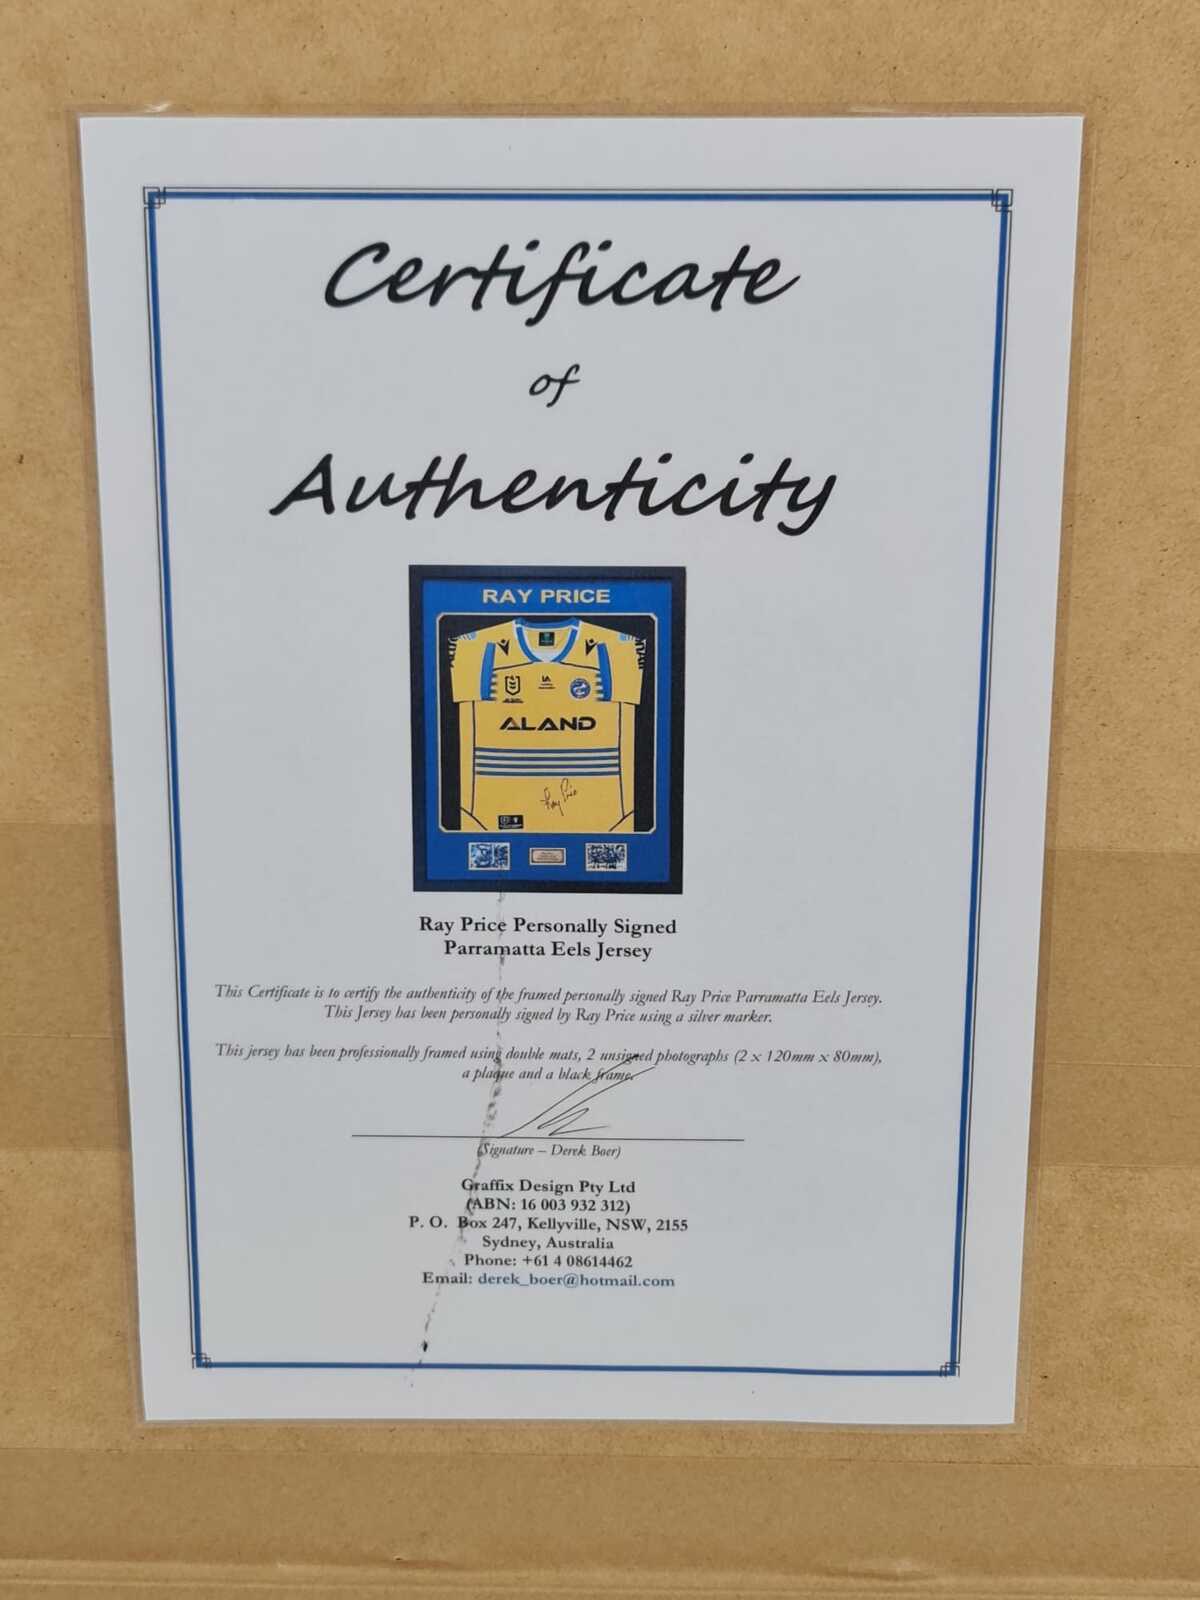 Certificate
of
Authenticity
RAY PRICE
ALAND
Ray Price
Ray Price Personally Signed
Parramatta Eels Jersey
This Certificate is to certify the authenticity of the framed personally signed Ray Price Parramatta Eels Jersey.
This Jersey has been personally signed by Ray Price using a silver marker.
This jersey has been professionally framed using double mats, 2 unsigned photographs (2 x 120mm x 80mm),
a plaque and a black frame.
(Signature – Derek Boer)
Graffix Design Pty Ltd
(ABN: 16 003 932 312)
P. O. Box 247, Kellyville, NSW, 2155
Sydney, Australia
Phone: +61 4 08614462
Email: derek_boer@hotmail.com